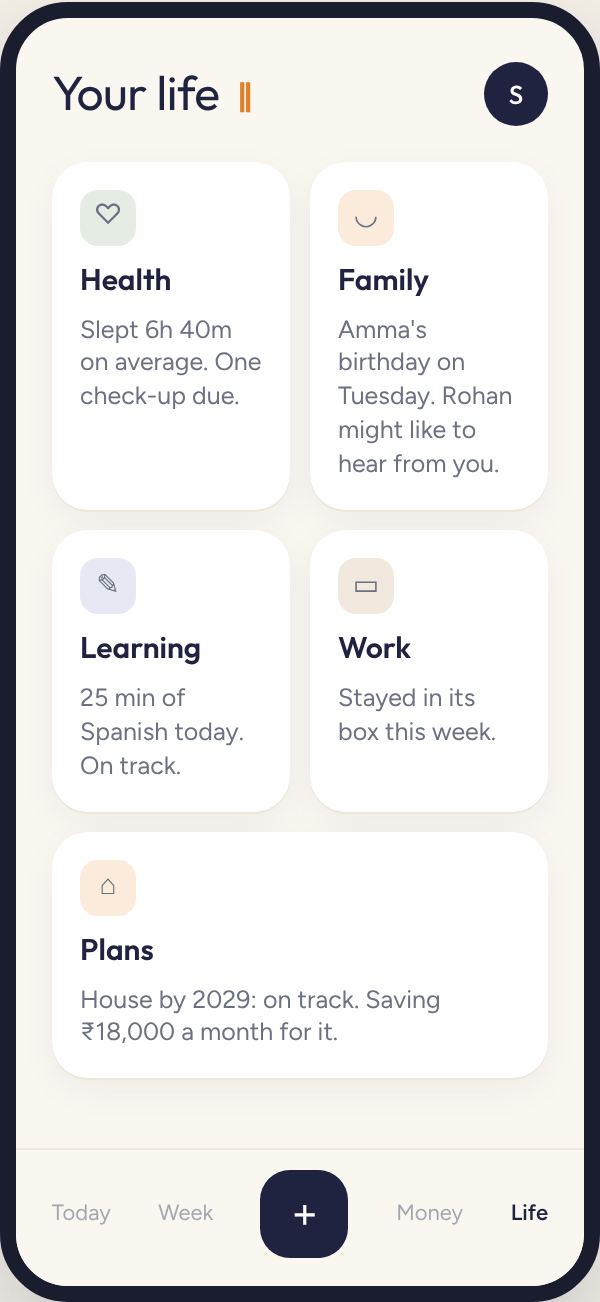 Your life
S
Health
Slept 6h 40m
on average. One
check-up due.
Family
Amma's
birthday on
Tuesday. Rohan
might like to
hear from you.
Learning
25 min of
Spanish today.
On track.
Work
Stayed in its
box this week.
Plans
House by 2029: on track. Saving
₹18,000 a month for it.
Today
Week
+
Money
Life